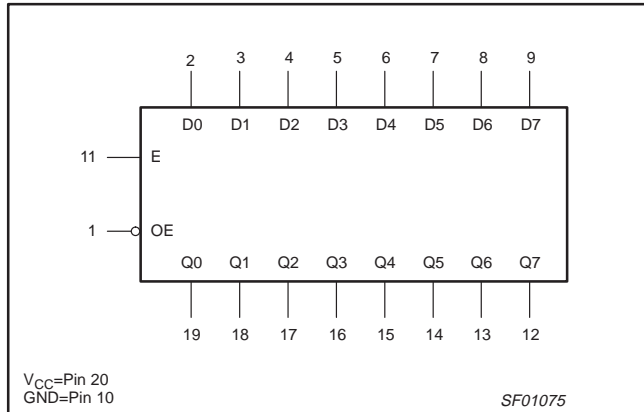 2 3 4 5 6 7 8 9
D0 D1 D2 D3 D4 D5 D6 D7
11 E
1 OE
Q0 Q1 Q2 Q3 Q4 Q5 Q6 Q7
19 18 17 16 15 14 13 12
VCC=Pin 20
GND=Pin 10
SF01075